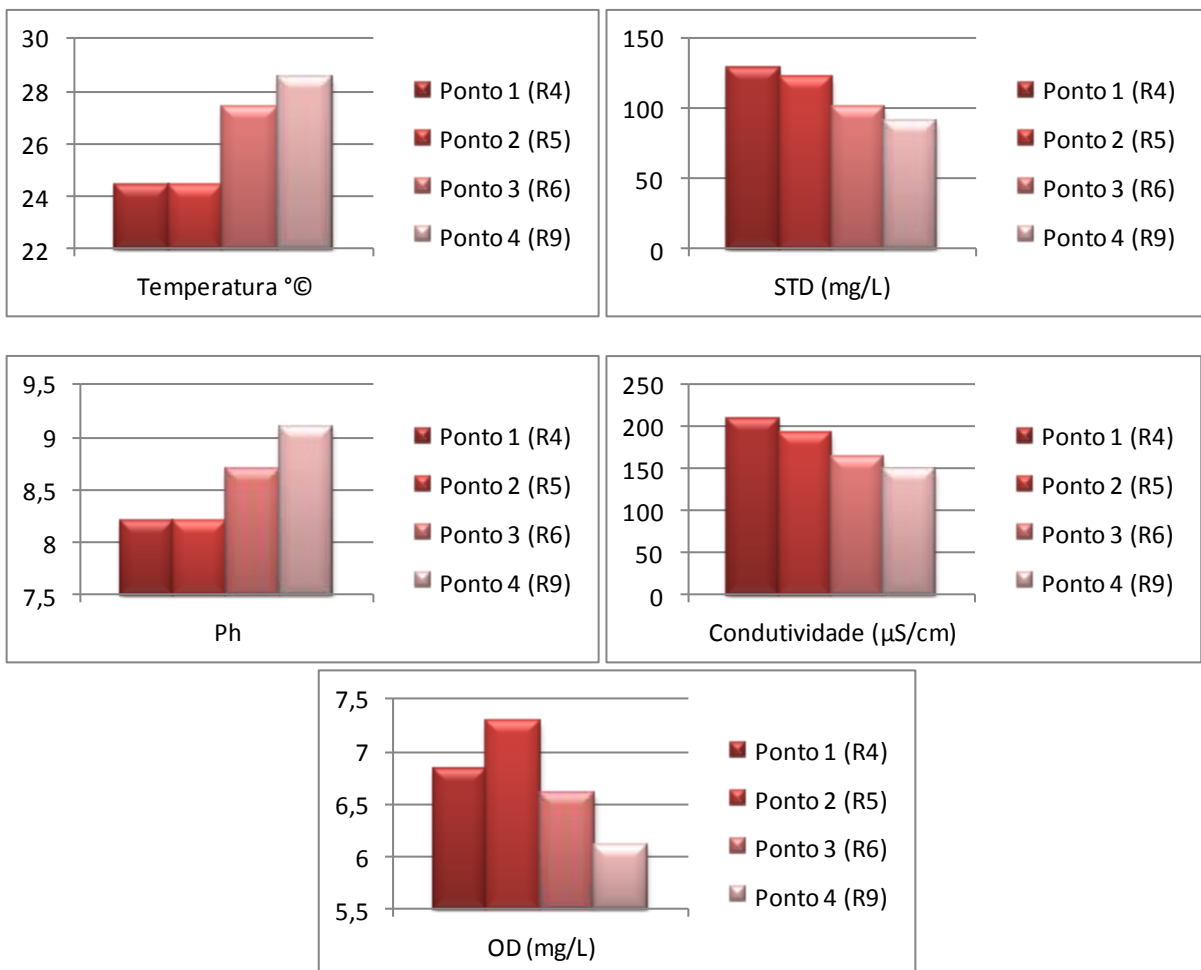 30
28
26
24
22
Temperatura °©
Ponto 1 (R4)
Ponto 2 (R5)
Ponto 3 (R6)
Ponto 4 (R9)
150
100
50
0
STD (mg/L)
Ponto 1 (R4)
Ponto 2 (R5)
Ponto 3 (R6)
Ponto 4 (R9)
9,5
9
8,5
8
7,5
Ph
Ponto 1 (R4)
Ponto 2 (R5)
Ponto 3 (R6)
Ponto 4 (R9)
250
200
150
100
50
0
Condutividade (µS/cm)
Ponto 1 (R4)
Ponto 2 (R5)
Ponto 3 (R6)
Ponto 4 (R9)
7,5
7
6,5
6
5,5
OD (mg/L)
Ponto 1 (R4)
Ponto 2 (R5)
Ponto 3 (R6)
Ponto 4 (R9)